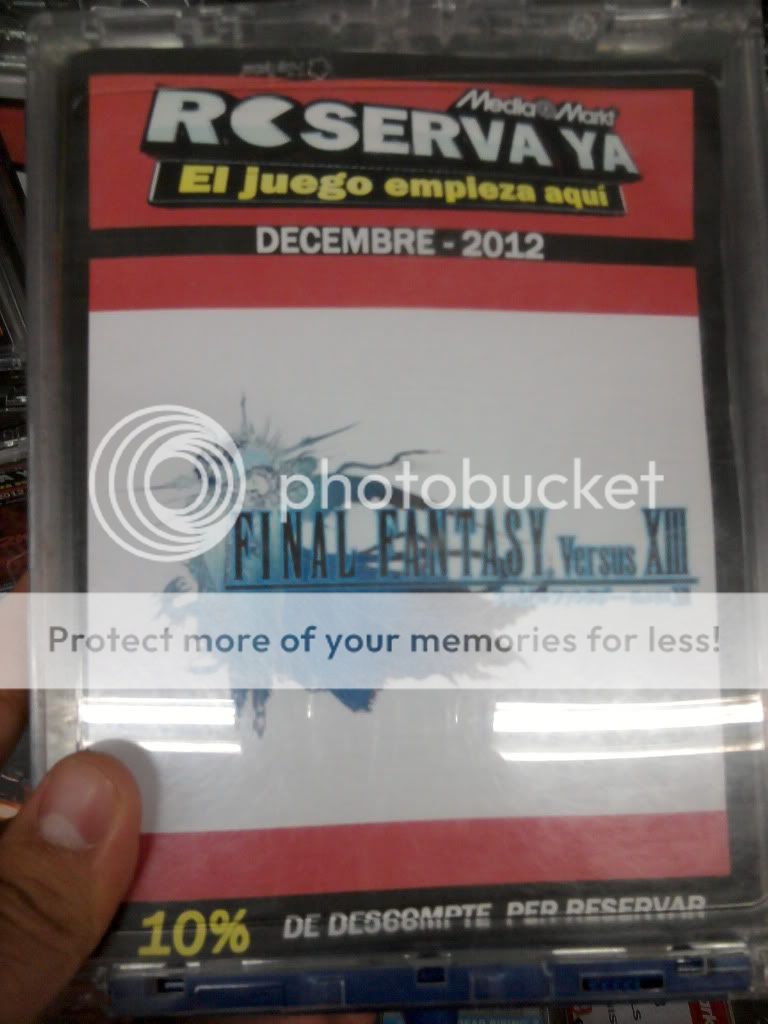 MediaMarkt
RESERVA YA
El juego empieza aquí
DECEMBRE - 2012
photobucket
FINAL FANTASY Versus XIII
Protect more of your memories for less!
10% DE DESCOMPTE PER RESERVAR